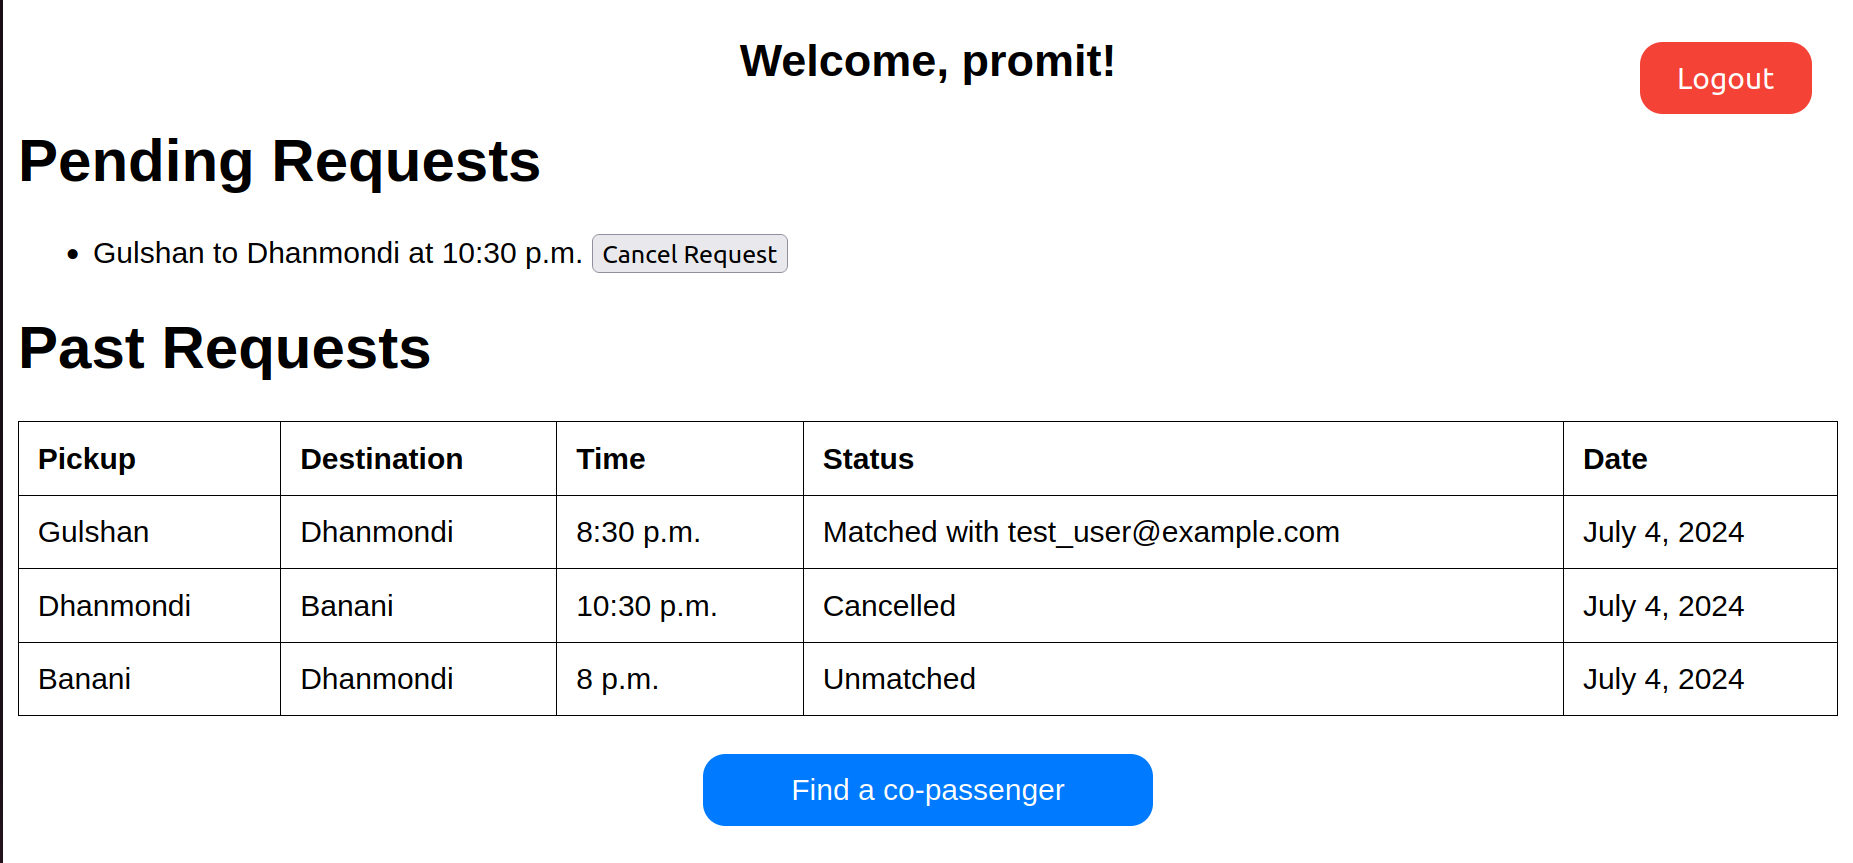 Welcome, promit!
Logout
Pending Requests
• Gulshan to Dhanmondi at 10:30 p.m. Cancel Request
Past Requests
Pickup Destination Time Status Date
Gulshan Dhanmondi 8:30 p.m. Matched with test_user@example.com July 4, 2024
Dhanmondi Banani 10:30 p.m. Cancelled July 4, 2024
Banani Dhanmondi 8 p.m. Unmatched July 4, 2024
Find a co-passenger